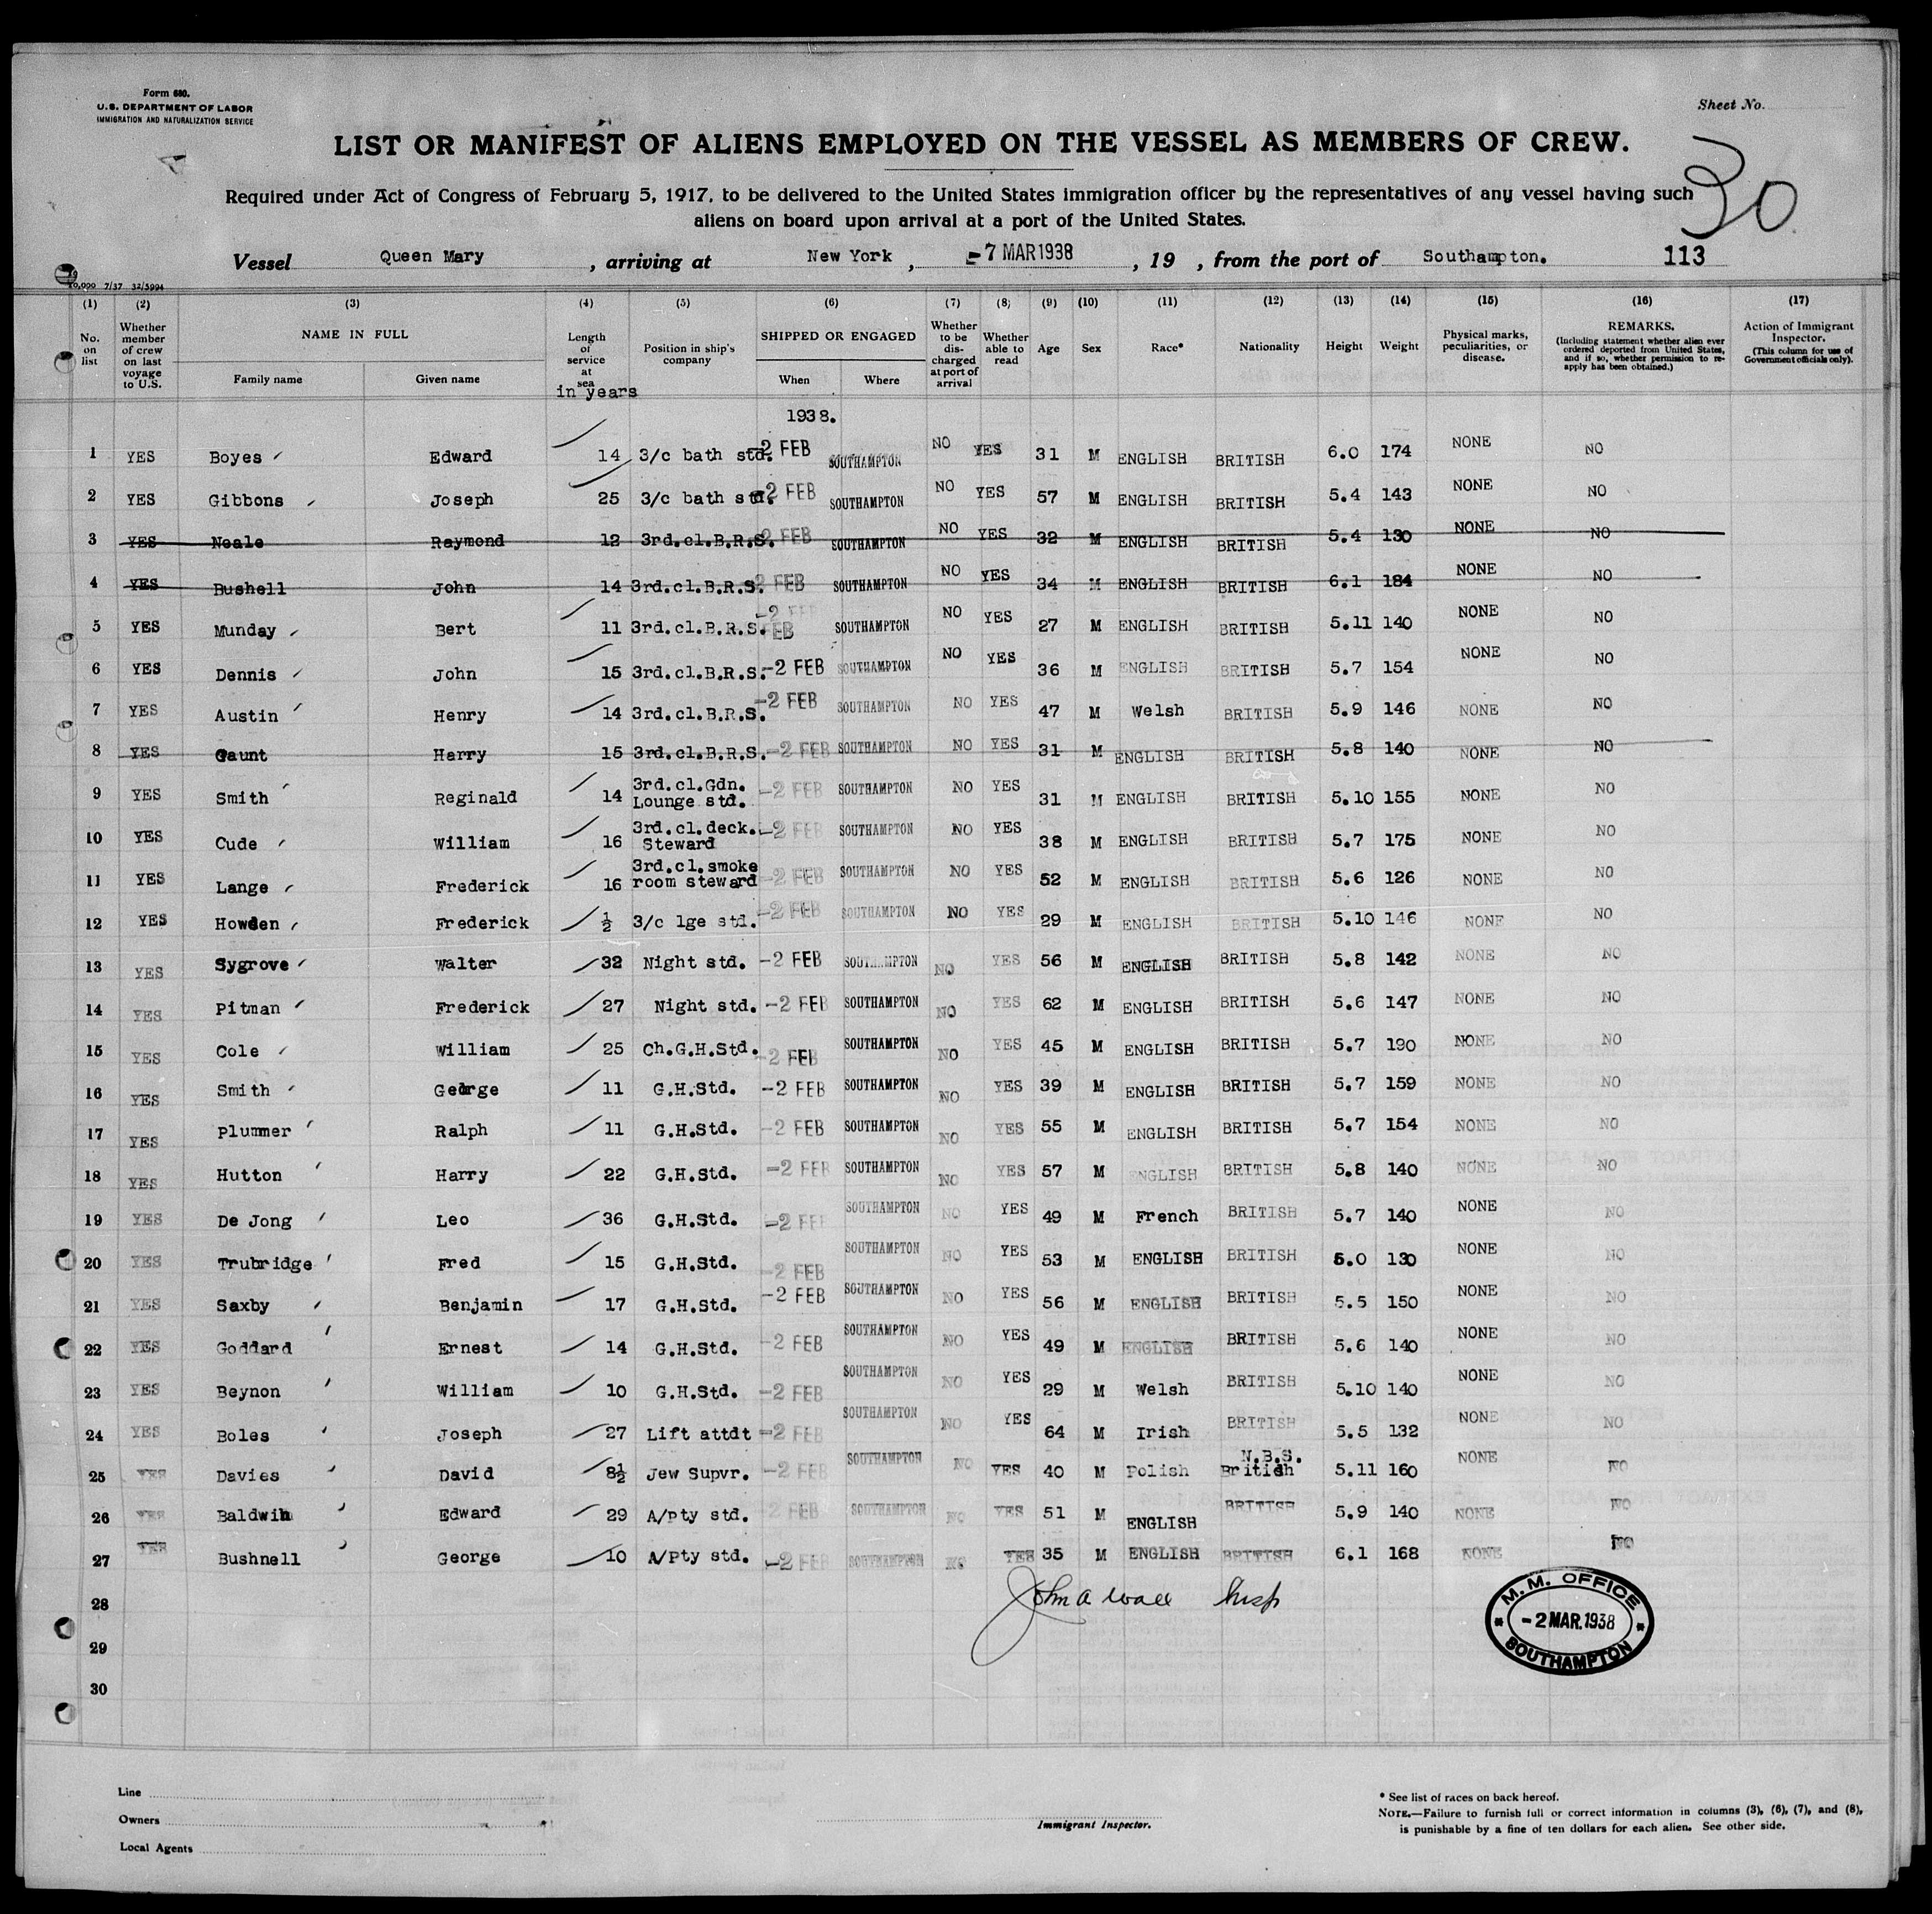 Form 680.
U.S. DEPARTMENT OF LABOR
IMMIGRATION AND NATURALIZATION SERVICE
Sheet No.
LIST OR MANIFEST OF ALIENS EMPLOYED ON THE VESSEL AS MEMBERS OF CREW.
30
Required under Act of Congress of February 5, 1917, to be delivered to the United States immigration officer by the representatives of any vessel having such
aliens on board upon arrival at a port of the United States.
Vessel Queen Mary, arriving at New York, -7 MAR 1938, 19 , from the port of Southampton. 113
7/37 32/5994
(1) (2) (3) (4) (5) (6) (7) (8) (9) (10) (11) (12) (13) (14) (15) (16) (17)
No. on list
Whether member of crew on last voyage to U.S.
NAME IN FULL
Family name Given name
Length of service at sea in years
Position in ship's company
SHIPPED OR ENGAGED
When Where
Whether to be discharged at port of arrival
Whether able to read
Age
Sex
Race*
Nationality
Height
Weight
Physical marks, peculiarities, or disease.
REMARKS.
(Including statement whether alien ever ordered deported from United States, and if so, whether permission to re-apply has been obtained.)
Action of Immigrant Inspector.
(This column for use of Government officials only).
1938.
1 YES Boyes Edward 14 3/c bath std. -2 FEB SOUTHAMPTON NO YES 31 M ENGLISH BRITISH 6.0 174 NONE NO
2 YES Gibbons Joseph 25 3/c bath std. -2 FEB SOUTHAMPTON NO YES 57 M ENGLISH BRITISH 5.4 143 NONE NO
3 YES Neale Raymond 12 3rd.cl.B.R.S. -2 FEB SOUTHAMPTON NO YES 32 M ENGLISH BRITISH 5.4 130 NONE NO
4 YES Bushell John 14 3rd.cl.B.R.S. -2 FEB SOUTHAMPTON NO YES 34 M ENGLISH BRITISH 6.1 184 NONE NO
5 YES Munday Bert 11 3rd.cl.B.R.S. -2 FEB SOUTHAMPTON NO YES 27 M ENGLISH BRITISH 5.11 140 NONE NO
6 YES Dennis John 15 3rd.cl.B.R.S. -2 FEB SOUTHAMPTON NO YES 36 M ENGLISH BRITISH 5.7 154 NONE NO
7 YES Austin Henry 14 3rd.cl.B.R.S. -2 FEB SOUTHAMPTON NO YES 47 M Welsh BRITISH 5.9 146 NONE NO
8 YES Gaunt Harry 15 3rd.cl.B.R.S. -2 FEB SOUTHAMPTON NO YES 31 M ENGLISH BRITISH 5.8 140 NONE NO
9 YES Smith Reginald 14 3rd.cl.Gdn. Lounge std. -2 FEB SOUTHAMPTON NO YES 31 M ENGLISH BRITISH 5.10 155 NONE NO
10 YES Cude William 16 3rd.cl.deck. Steward -2 FEB SOUTHAMPTON NO YES 38 M ENGLISH BRITISH 5.7 175 NONE NO
11 YES Lange Frederick 16 3rd.cl.smoke room steward -2 FEB SOUTHAMPTON NO YES 52 M ENGLISH BRITISH 5.6 126 NONE NO
12 YES Howden Frederick ½ 3/c lge std. -2 FEB SOUTHAMPTON NO YES 29 M ENGLISH BRITISH 5.10 146 NONE NO
13 YES Sygrove Walter 32 Night std. -2 FEB SOUTHAMPTON NO YES 56 M ENGLISH BRITISH 5.8 142 NONE NO
14 YES Pitman Frederick 27 Night std. -2 FEB SOUTHAMPTON NO YES 62 M ENGLISH BRITISH 5.6 147 NONE NO
15 YES Cole William 25 Ch.G.H.Std. -2 FEB SOUTHAMPTON NO YES 45 M ENGLISH BRITISH 5.7 190 NONE NO
16 YES Smith George 11 G.H.Std. -2 FEB SOUTHAMPTON NO YES 39 M ENGLISH BRITISH 5.7 159 NONE NO
17 YES Plummer Ralph 11 G.H.Std. -2 FEB SOUTHAMPTON NO YES 55 M ENGLISH BRITISH 5.7 154 NONE NO
18 YES Hutton Harry 22 G.H.Std. -2 FEB SOUTHAMPTON NO YES 57 M ENGLISH BRITISH 5.8 140 NONE NO
19 YES De Jong Leo 36 G.H.Std. -2 FEB SOUTHAMPTON NO YES 49 M French BRITISH 5.7 140 NONE NO
20 YES Trubridge Fred 15 G.H.Std. -2 FEB SOUTHAMPTON NO YES 53 M ENGLISH BRITISH 5.0 130 NONE NO
21 YES Saxby Benjamin 17 G.H.Std. -2 FEB SOUTHAMPTON NO YES 56 M ENGLISH BRITISH 5.5 150 NONE NO
22 YES Goddard Ernest 14 G.H.Std. -2 FEB SOUTHAMPTON NO YES 49 M ENGLISH BRITISH 5.6 140 NONE NO
23 YES Beynon William 10 G.H.Std. -2 FEB SOUTHAMPTON NO YES 29 M Welsh BRITISH 5.10 140 NONE NO
24 YES Boles Joseph 27 Lift attdt -2 FEB SOUTHAMPTON NO YES 64 M Irish BRITISH 5.5 132 NONE NO
25 YES Davies David 8½ Jew Supvr. -2 FEB SOUTHAMPTON NO YES 40 M Polish N.B.S. British 5.11 160 NONE NO
26 YES Baldwin Edward 29 A/Pty std. -2 FEB SOUTHAMPTON NO YES 51 M ENGLISH BRITISH 5.9 140 NONE NO
27 YES Bushnell George 10 A/Pty std. -2 FEB SOUTHAMPTON NO YES 35 M ENGLISH BRITISH 6.1 168 NONE NO
28
29
30
John A Wall Insp
M.M. OFFICE
-2 MAR.1938
SOUTHAMPTON
Line
Owners
Local Agents
Immigrant Inspector.
* See list of races on back hereof.
NOTE.—Failure to furnish full or correct information in columns (3), (6), (7), and (8),
is punishable by a fine of ten dollars for each alien. See other side.